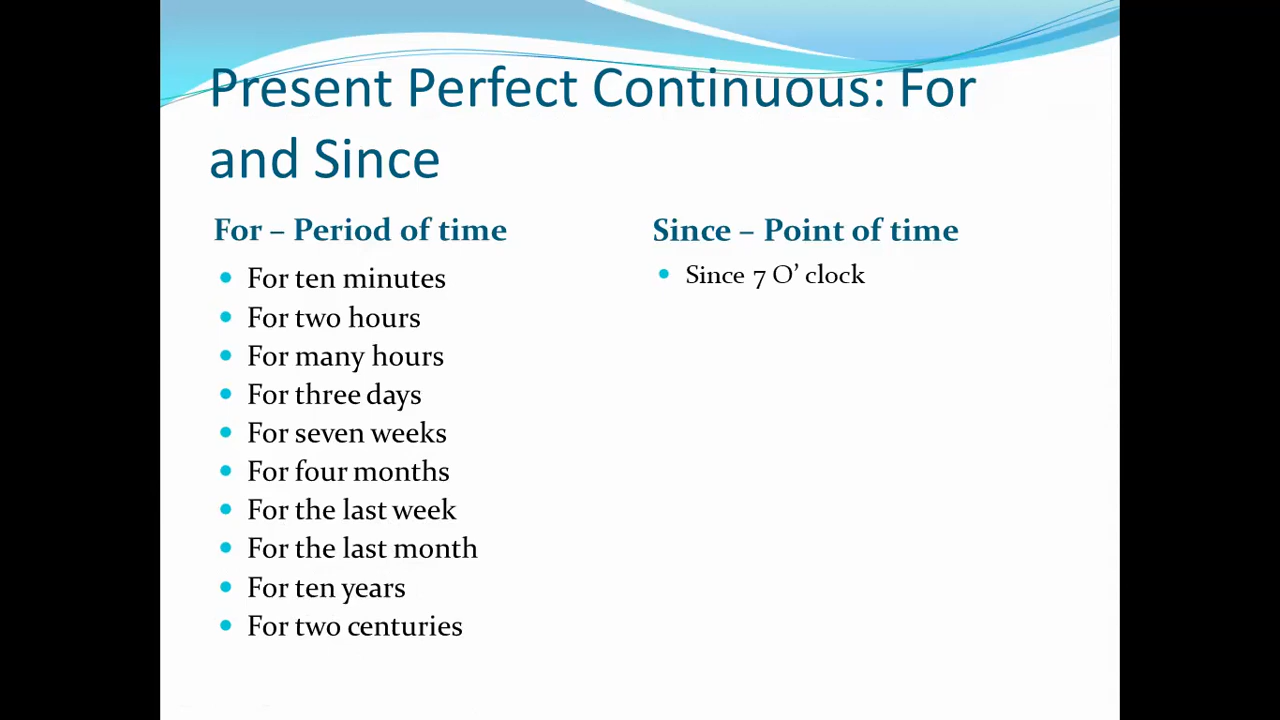 Present Perfect Continuous: For
and Since
For – Period of time
• For ten minutes
• For two hours
• For many hours
• For three days
• For seven weeks
• For four months
• For the last week
• For the last month
• For ten years
• For two centuries
Since – Point of time
• Since 7 O’ clock